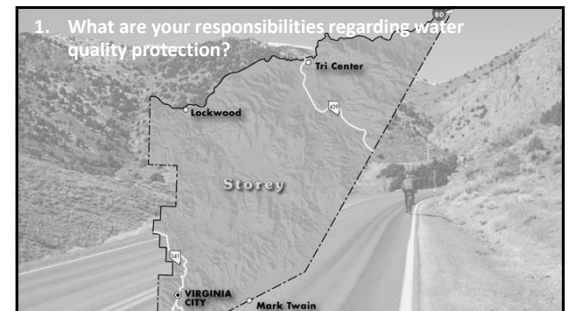 1. What are your responsibilities regarding water
quality protection?
80
Tri Center
439
Lockwood
Storey
341
VIRGINIA
CITY
Mark Twain